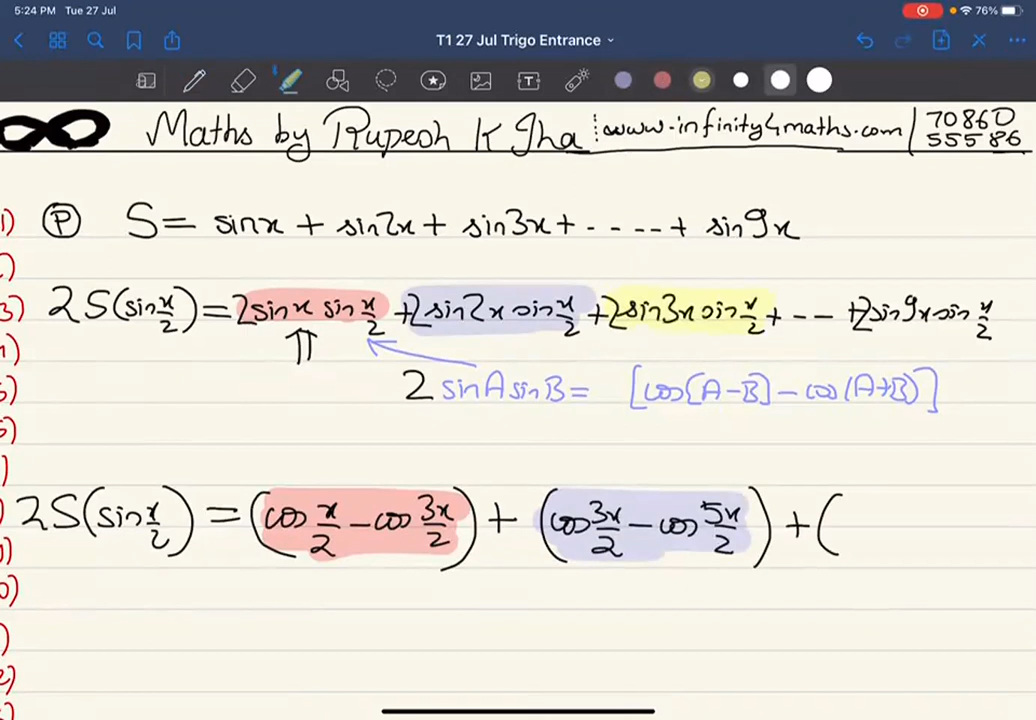 5:24 PM Tue 27 Jul
76%
T1 27 Jul Trigo Entrance
Maths by Rupesh K Jha
www.infinity4maths.com / 70860 55586
1) (P) S = sinx + sin2x + sin3x + ..... + sin9x
)
3) 2S(sin x/2) = 2sinx sin x/2 + 2sin2x sin x/2 + 2sin3x sin x/2 + -- + 2sin9x sin x/2
)
2 sinA sinB = [cos[A-B] - cos(A+B)]
)
)
)
2S(sin x/2) = (cos x/2 - cos 3x/2) + (cos 3x/2 - cos 5x/2) + (